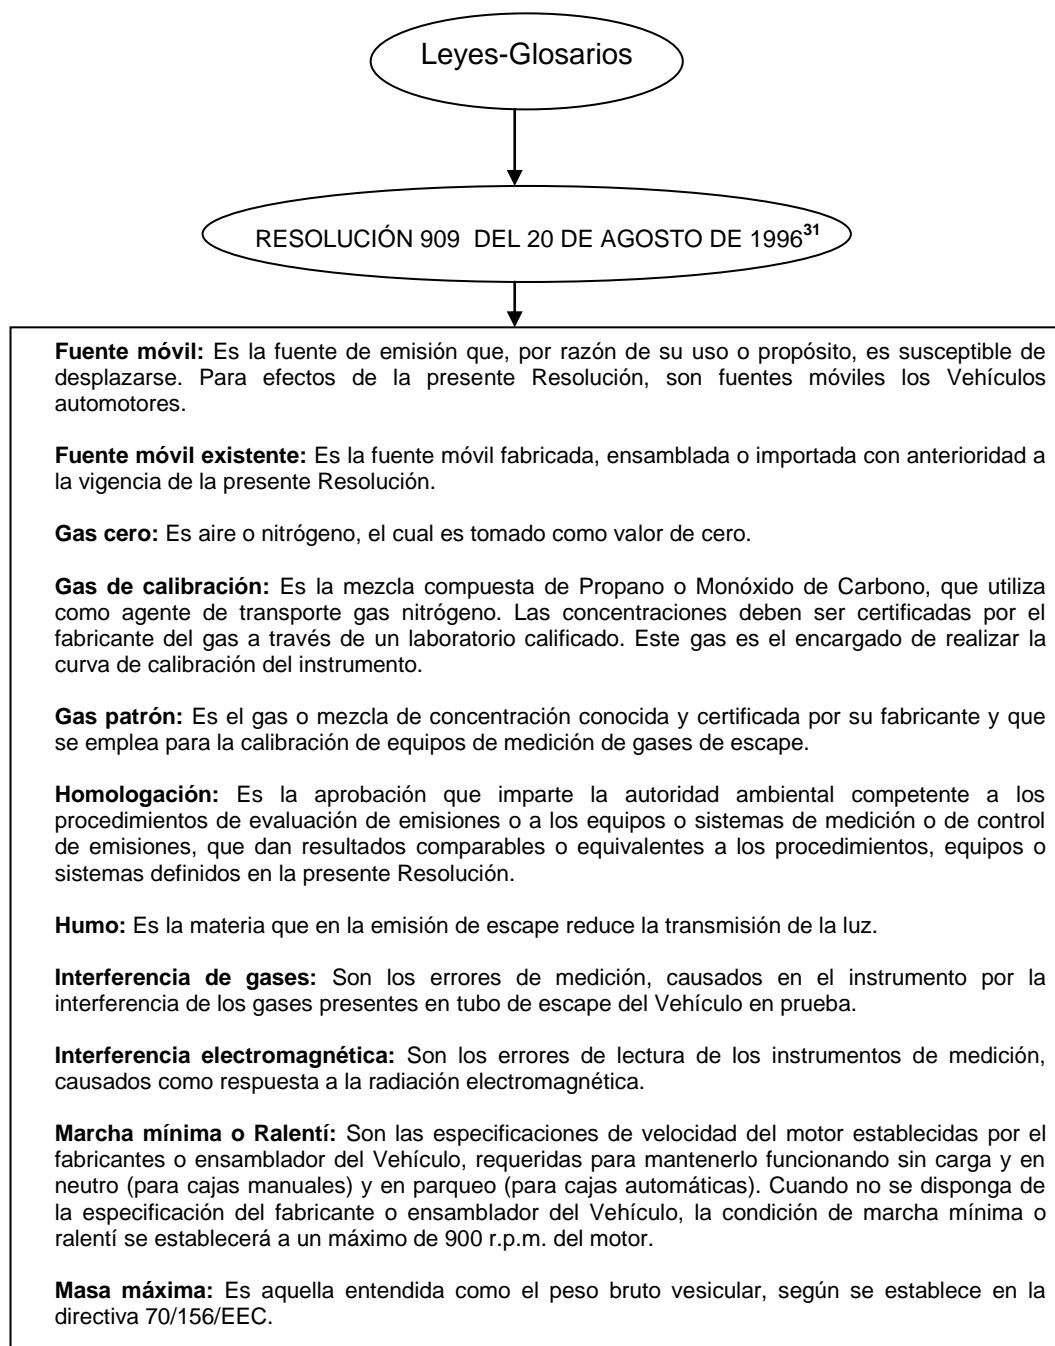 Leyes-Glosarios
RESOLUCIÓN 909 DEL 20 DE AGOSTO DE 1996³¹
Fuente móvil: Es la fuente de emisión que, por razón de su uso o propósito, es susceptible de
desplazarse. Para efectos de la presente Resolución, son fuentes móviles los Vehículos
automotores.
Fuente móvil existente: Es la fuente móvil fabricada, ensamblada o importada con anterioridad a
la vigencia de la presente Resolución.
Gas cero: Es aire o nitrógeno, el cual es tomado como valor de cero.
Gas de calibración: Es la mezcla compuesta de Propano o Monóxido de Carbono, que utiliza
como agente de transporte gas nitrógeno. Las concentraciones deben ser certificadas por el
fabricante del gas a través de un laboratorio calificado. Este gas es el encargado de realizar la
curva de calibración del instrumento.
Gas patrón: Es el gas o mezcla de concentración conocida y certificada por su fabricante y que
se emplea para la calibración de equipos de medición de gases de escape.
Homologación: Es la aprobación que imparte la autoridad ambiental competente a los
procedimientos de evaluación de emisiones o a los equipos o sistemas de medición o de control
de emisiones, que dan resultados comparables o equivalentes a los procedimientos, equipos o
sistemas definidos en la presente Resolución.
Humo: Es la materia que en la emisión de escape reduce la transmisión de la luz.
Interferencia de gases: Son los errores de medición, causados en el instrumento por la
interferencia de los gases presentes en tubo de escape del Vehículo en prueba.
Interferencia electromagnética: Son los errores de lectura de los instrumentos de medición,
causados como respuesta a la radiación electromagnética.
Marcha mínima o Ralentí: Son las especificaciones de velocidad del motor establecidas por el
fabricantes o ensamblador del Vehículo, requeridas para mantenerlo funcionando sin carga y en
neutro (para cajas manuales) y en parqueo (para cajas automáticas). Cuando no se disponga de
la especificación del fabricante o ensamblador del Vehículo, la condición de marcha mínima o
ralentí se establecerá a un máximo de 900 r.p.m. del motor.
Masa máxima: Es aquella entendida como el peso bruto vesicular, según se establece en la
directiva 70/156/EEC.